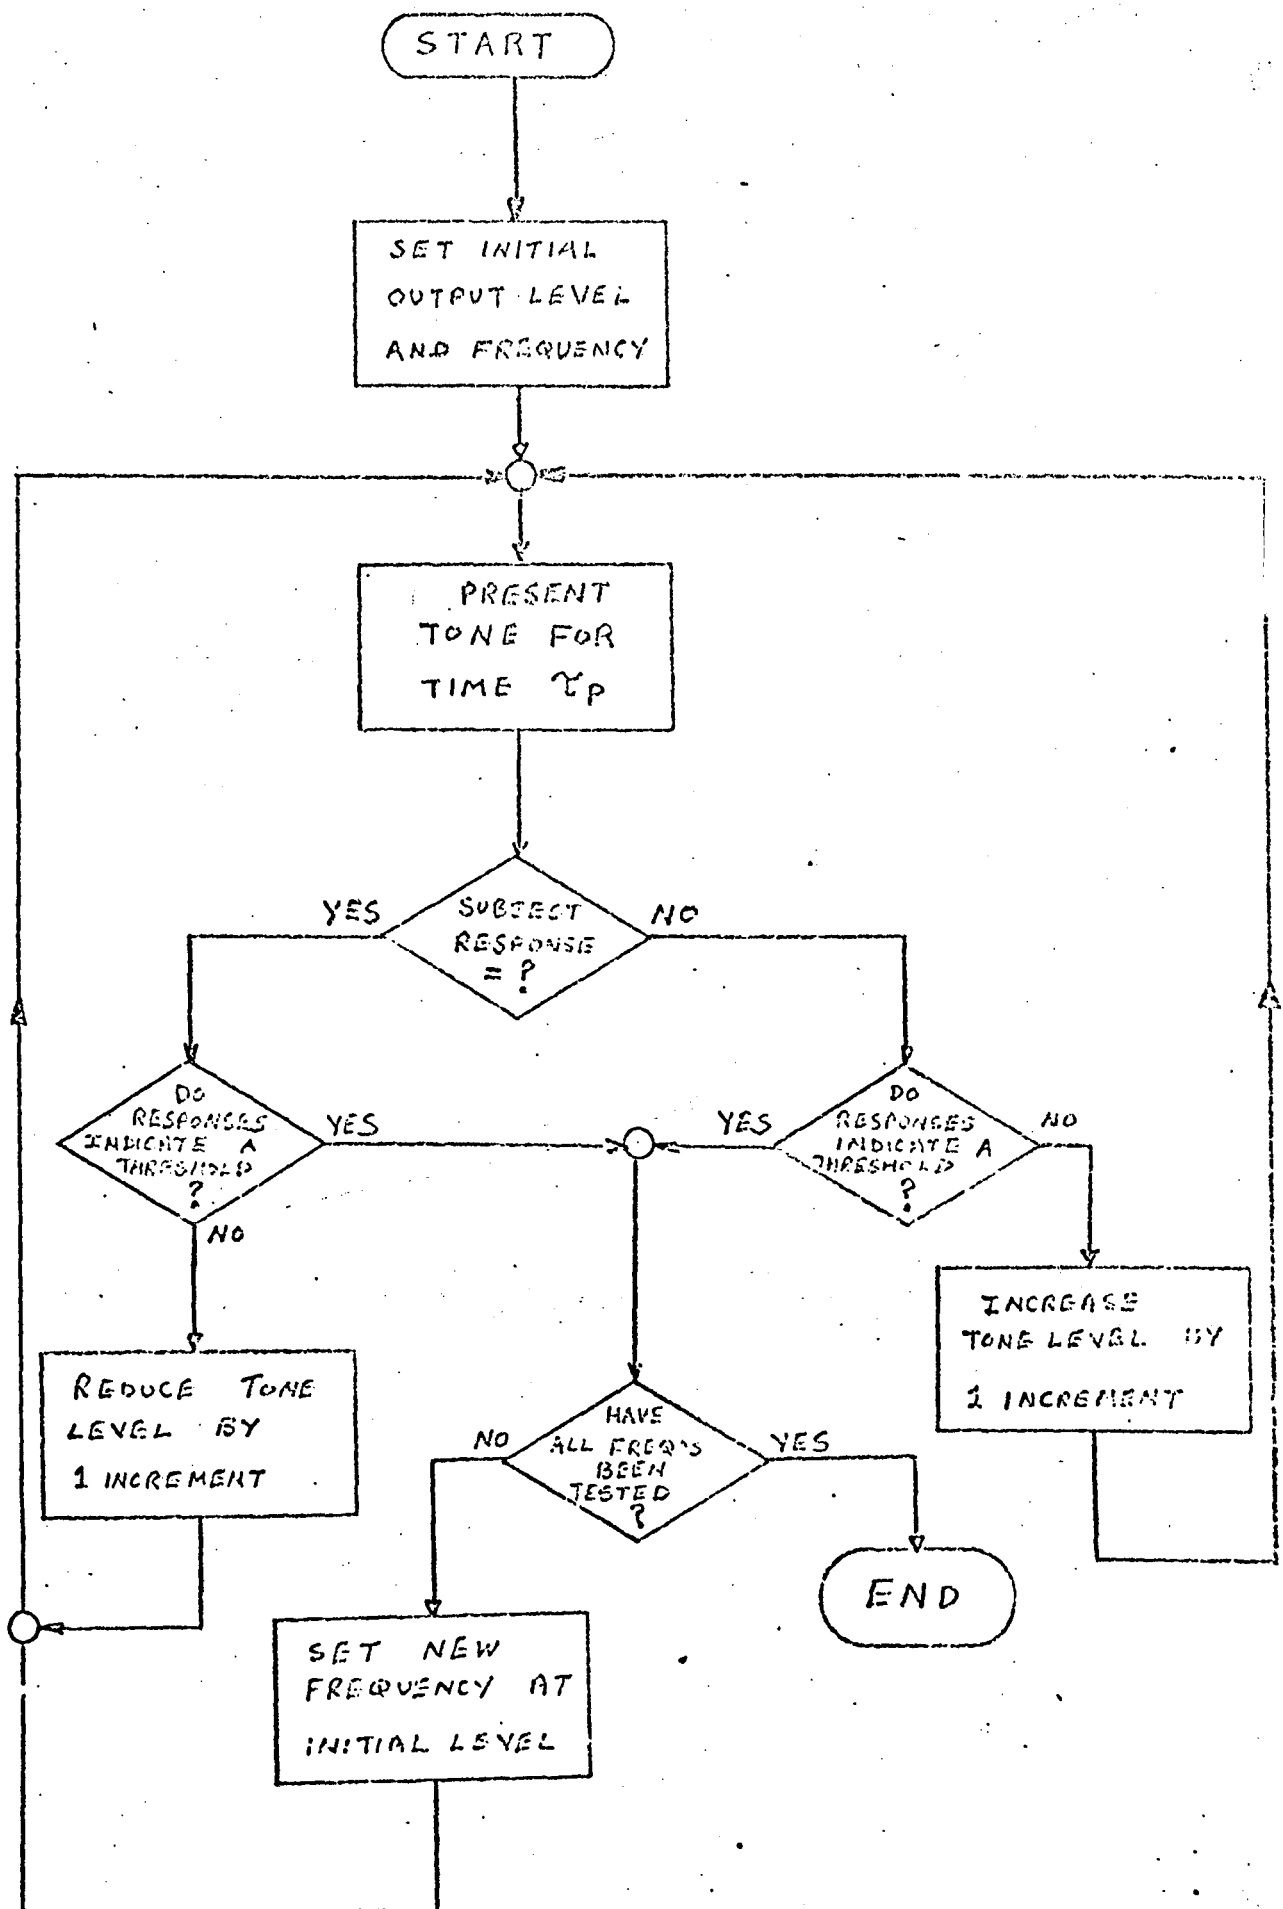 START
SET INITIAL
OUTPUT LEVEL
AND FREQUENCY
PRESENT
TONE FOR
TIME τp
YES
SUBJECT
RESPONSE
= ?
NO
DO
RESPONSES
INDICATE A
THRESHOLD
?
YES
NO
YES
DO
RESPONSES
INDICATE A
THRESHOLD
?
NO
INCREASE
TONE LEVEL BY
1 INCREMENT
REDUCE TONE
LEVEL BY
1 INCREMENT
NO
HAVE
ALL FREQ'S
BEEN
TESTED
?
YES
END
SET NEW
FREQUENCY AT
INITIAL LEVEL